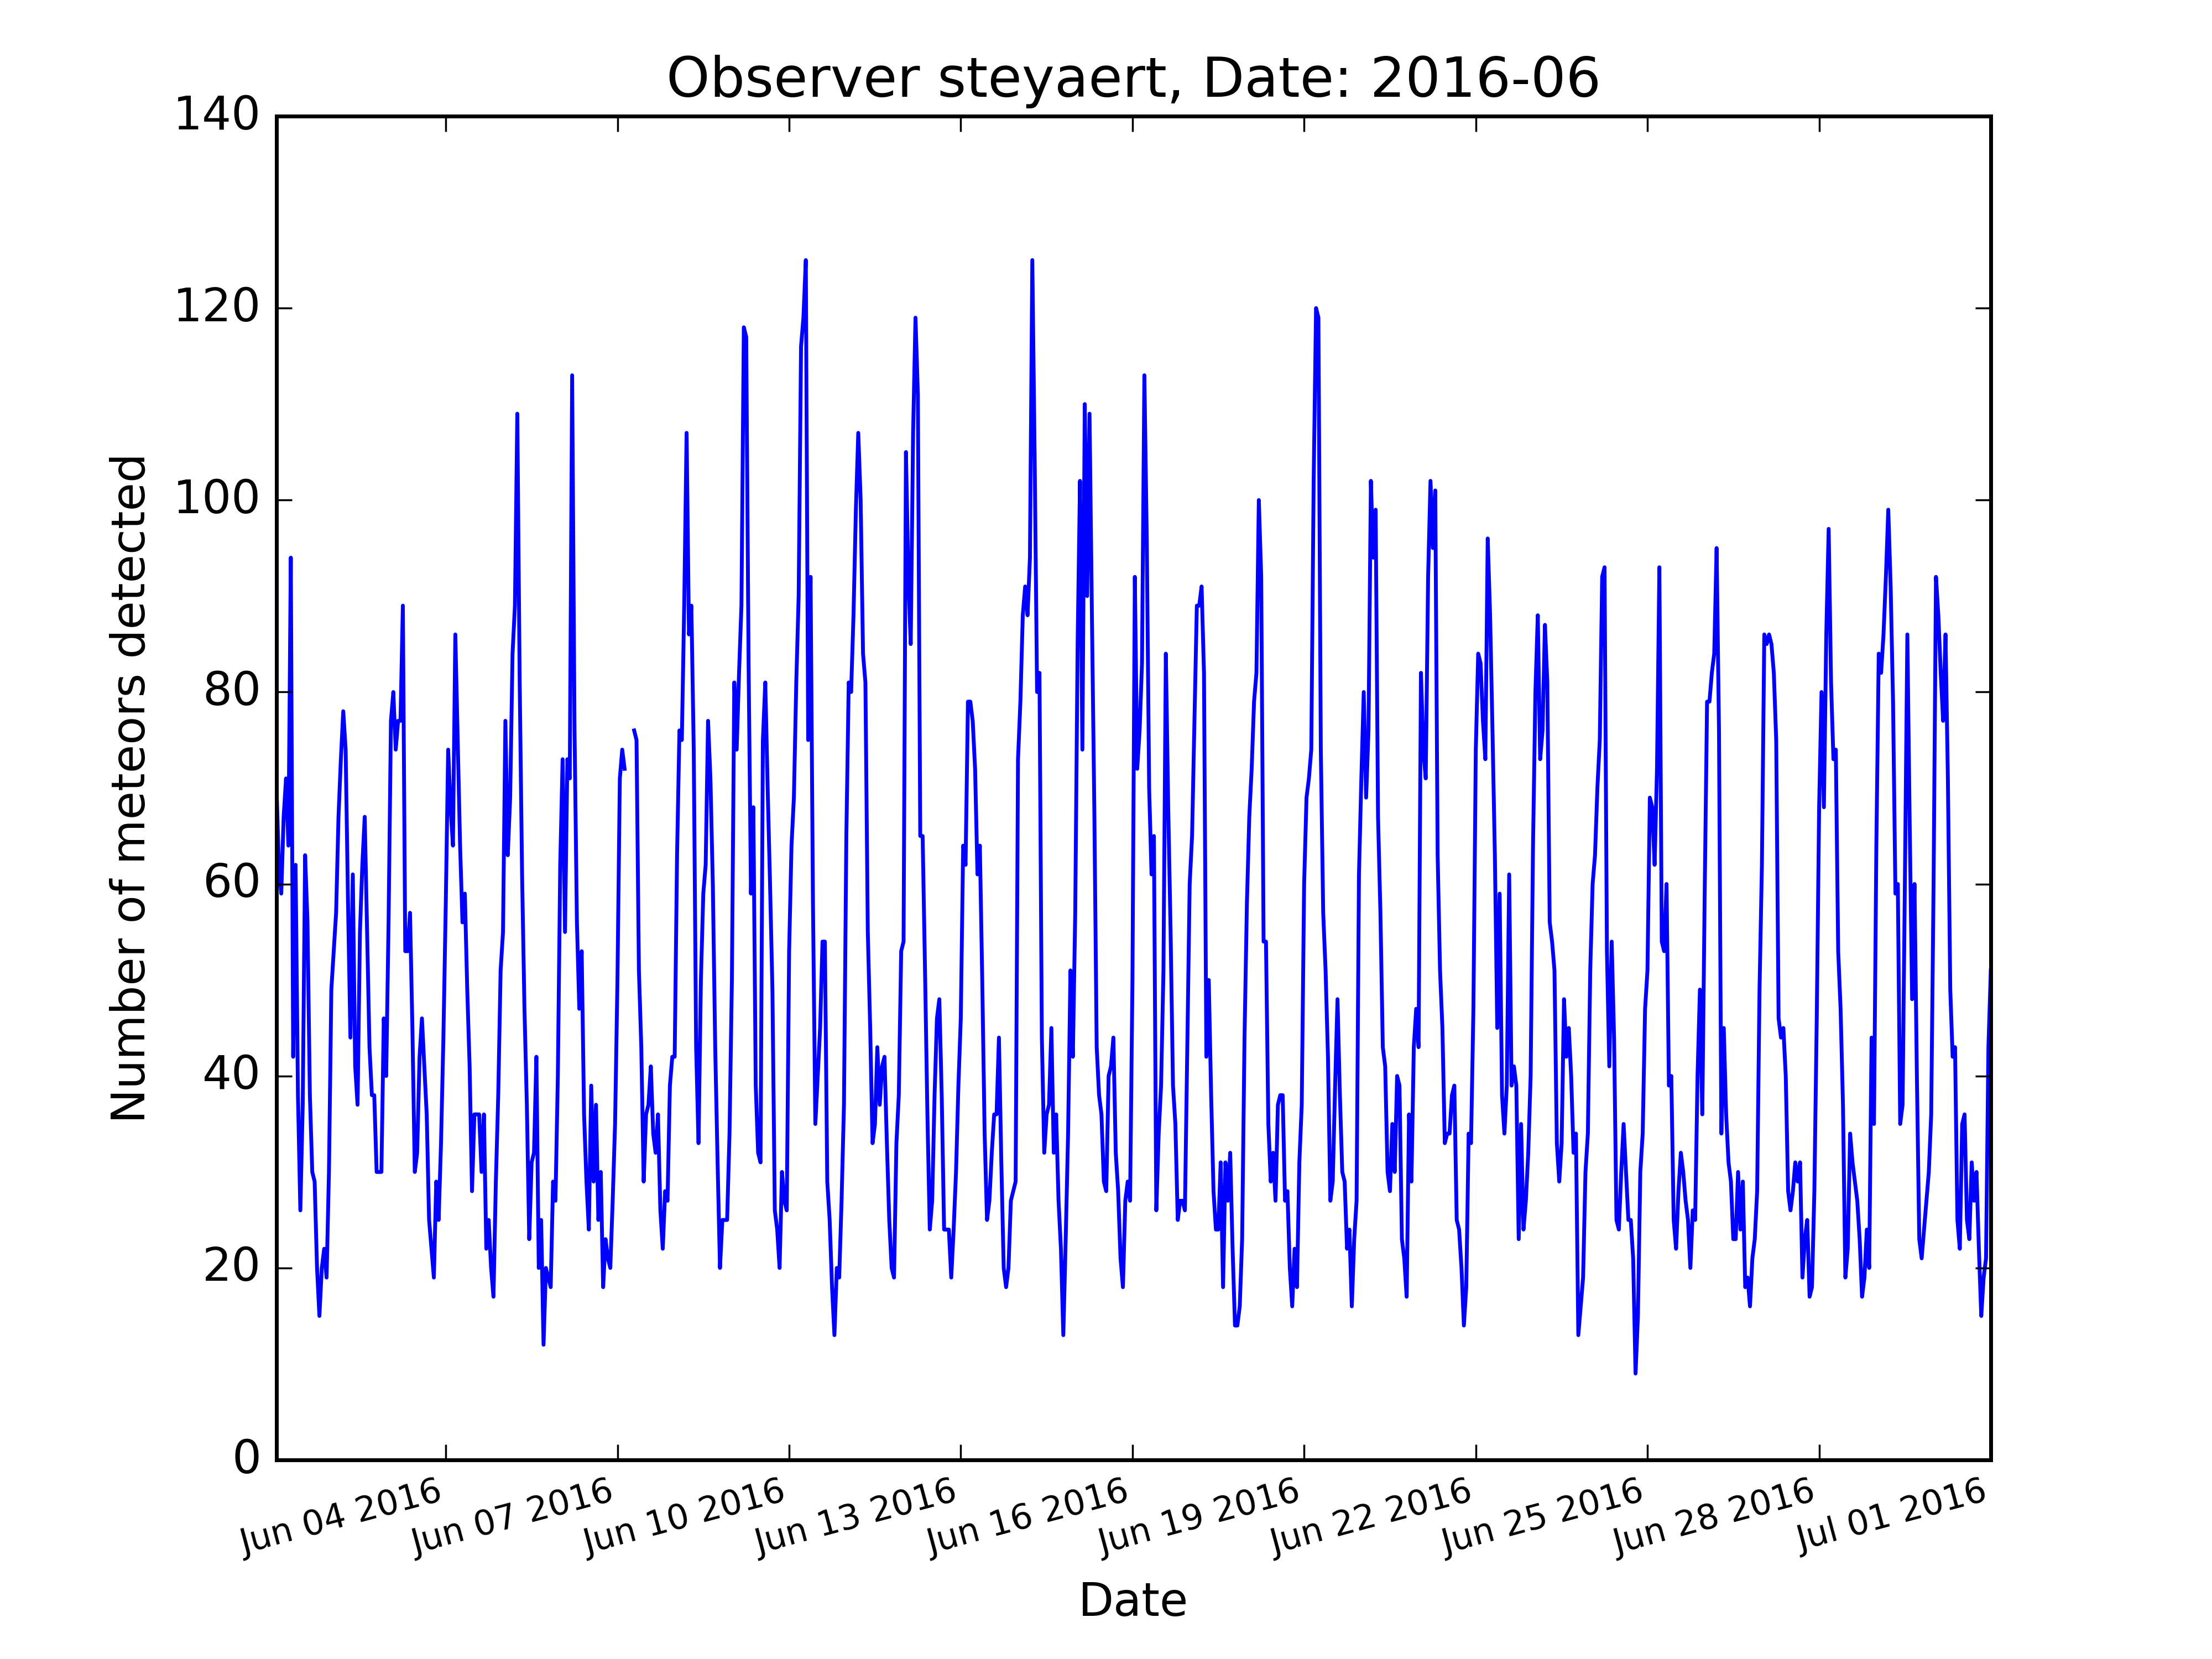 Observer steyaert, Date: 2016-06
140
120
100
80
60
40
20
0
Number of meteors detected
Jun 04 2016
Jun 07 2016
Jun 10 2016
Jun 13 2016
Jun 16 2016
Jun 19 2016
Jun 22 2016
Jun 25 2016
Jun 28 2016
Jul 01 2016
Date